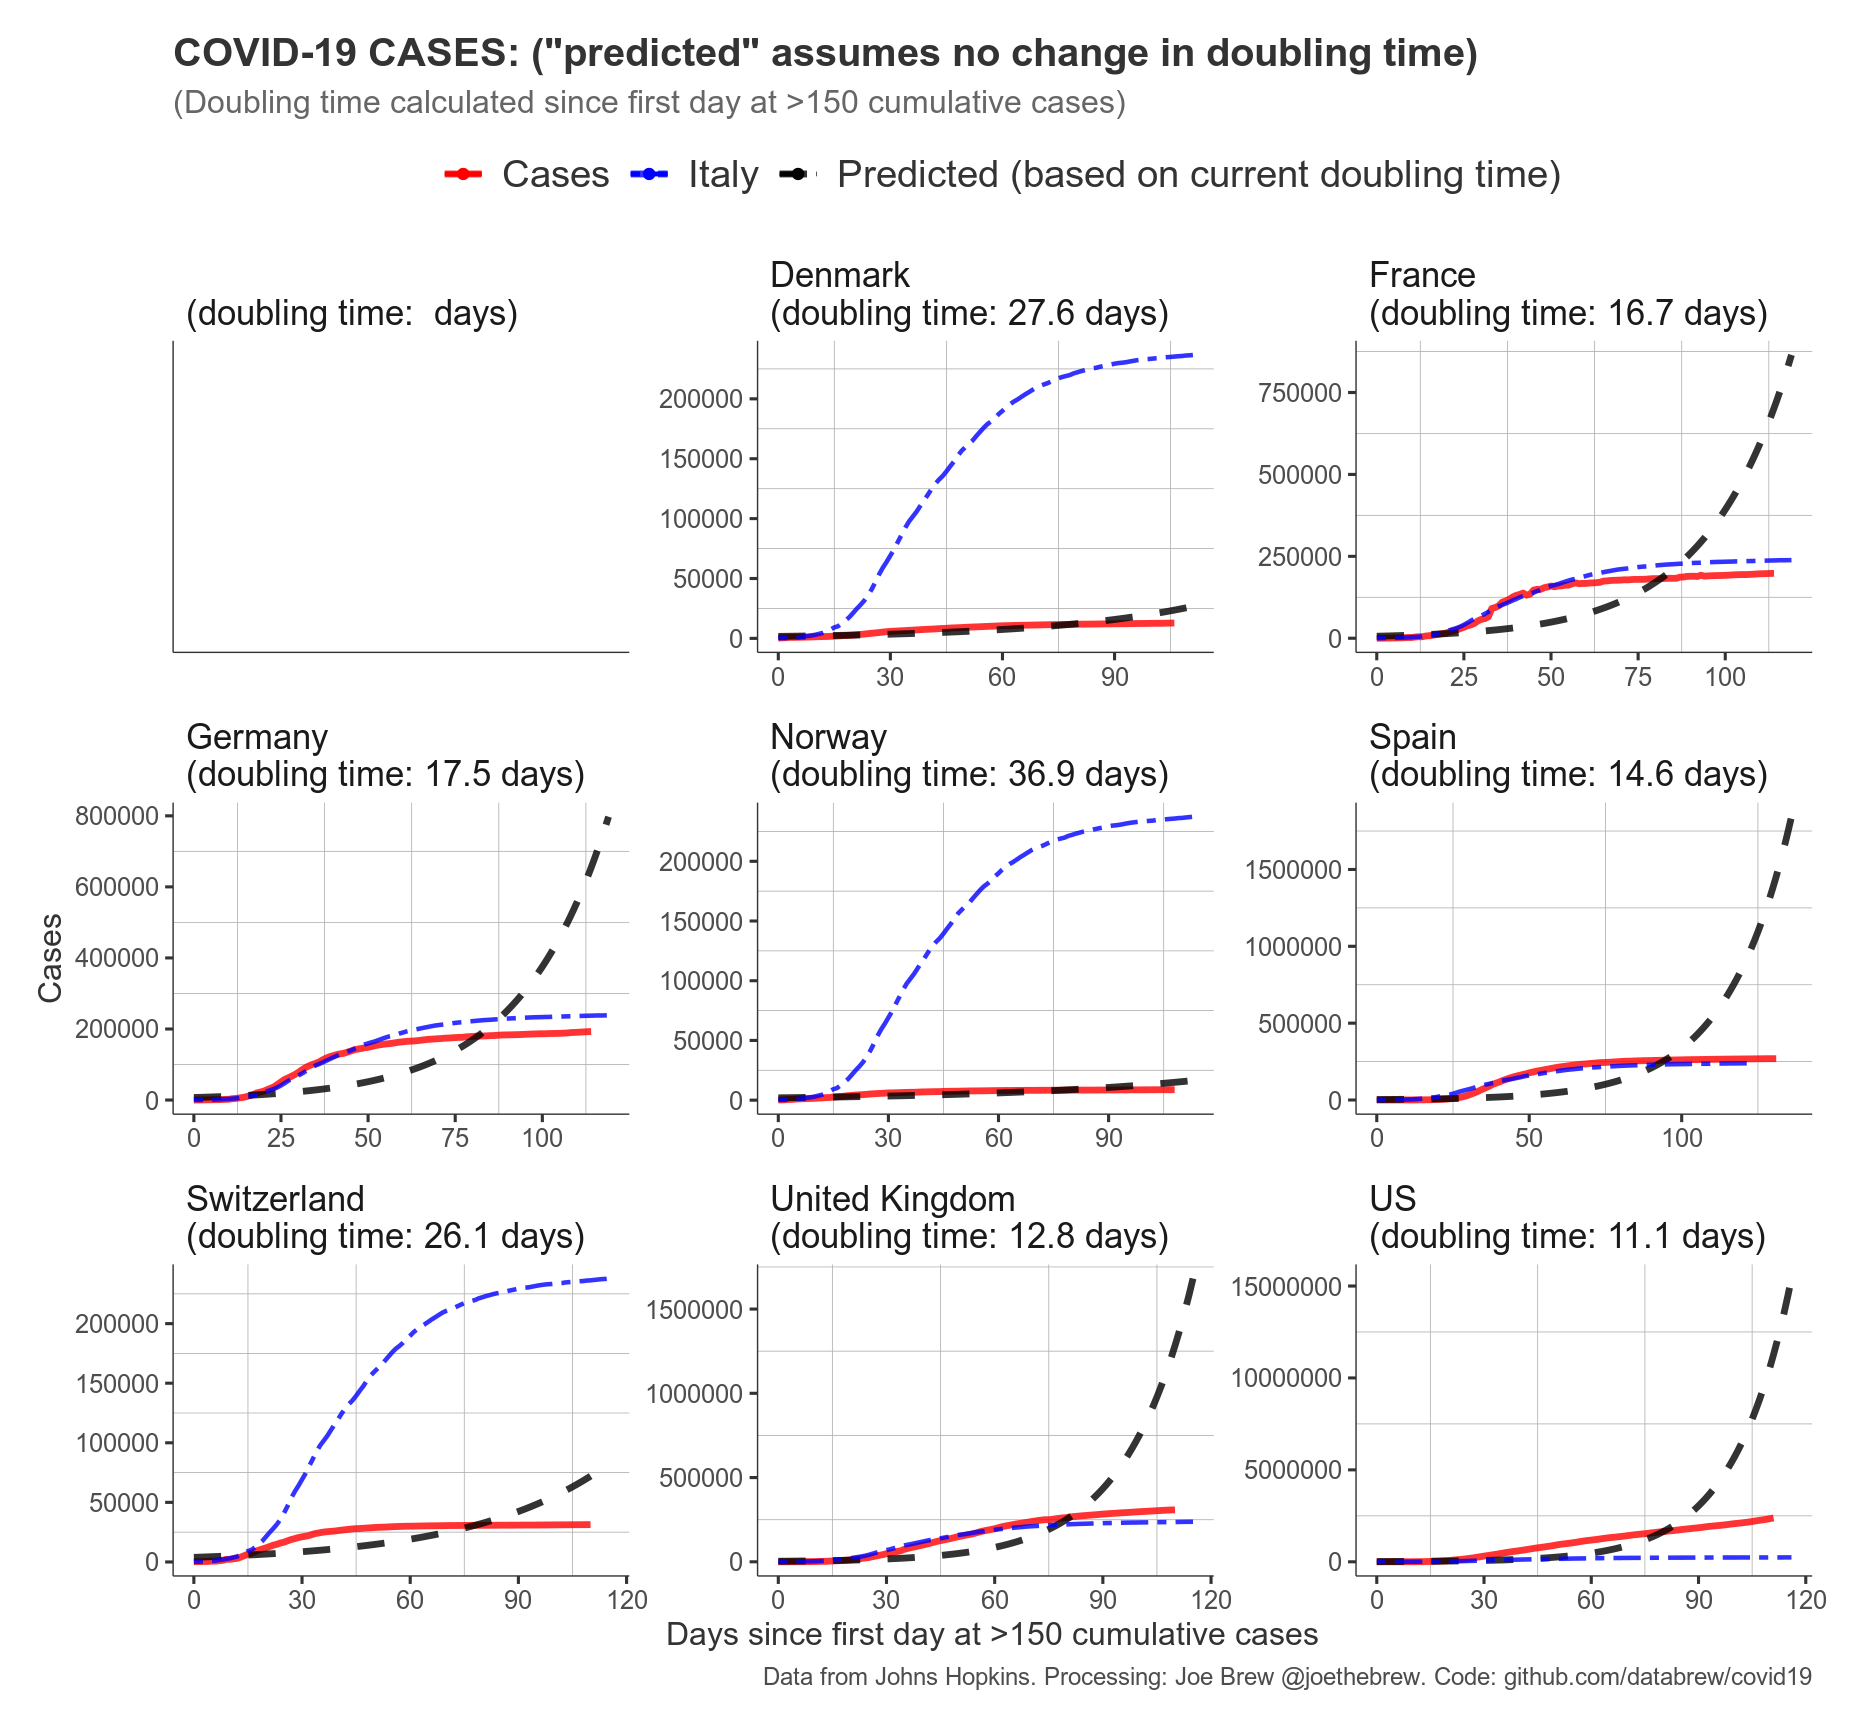 COVID-19 CASES: ("predicted" assumes no change in doubling time)
(Doubling time calculated since first day at >150 cumulative cases)
Cases Italy Predicted (based on current doubling time)
(doubling time:  days)
Denmark
(doubling time: 27.6 days)
200000
150000
100000
50000
0
0 30 60 90
France
(doubling time: 16.7 days)
750000
500000
250000
0
0 25 50 75 100
Cases
Germany
(doubling time: 17.5 days)
800000
600000
400000
200000
0
0 25 50 75 100
Norway
(doubling time: 36.9 days)
200000
150000
100000
50000
0
0 30 60 90
Spain
(doubling time: 14.6 days)
1500000
1000000
500000
0
0 50 100
Switzerland
(doubling time: 26.1 days)
200000
150000
100000
50000
0
0 30 60 90 120
United Kingdom
(doubling time: 12.8 days)
1500000
1000000
500000
0
0 30 60 90 120
US
(doubling time: 11.1 days)
15000000
10000000
5000000
0
0 30 60 90 120
Days since first day at >150 cumulative cases
Data from Johns Hopkins. Processing: Joe Brew @joethebrew. Code: github.com/databrew/covid19